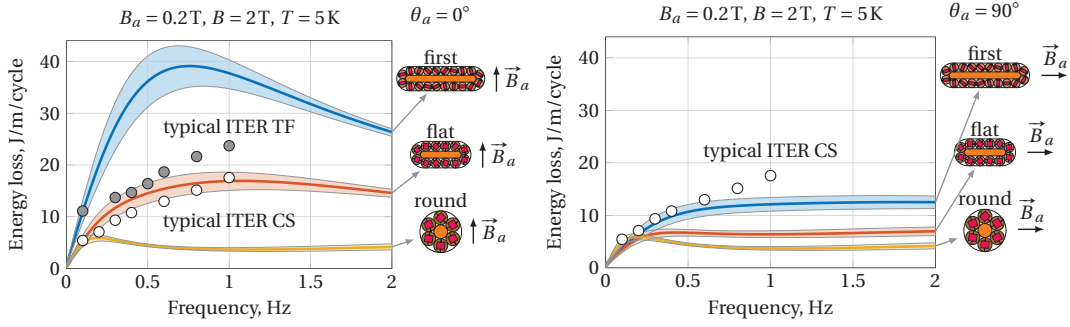 B_a = 0.2 T, B = 2 T, T = 5 K
θ_a = 0°
40
30
20
10
0
Energy loss, J/m/cycle
0
0.5
1
1.5
2
Frequency, Hz
typical ITER TF
typical ITER CS
first
B_a
flat
B_a
round
B_a
B_a = 0.2 T, B = 2 T, T = 5 K
θ_a = 90°
40
30
20
10
0
Energy loss, J/m/cycle
0
0.5
1
1.5
2
Frequency, Hz
typical ITER CS
first
B_a
flat
B_a
round
B_a